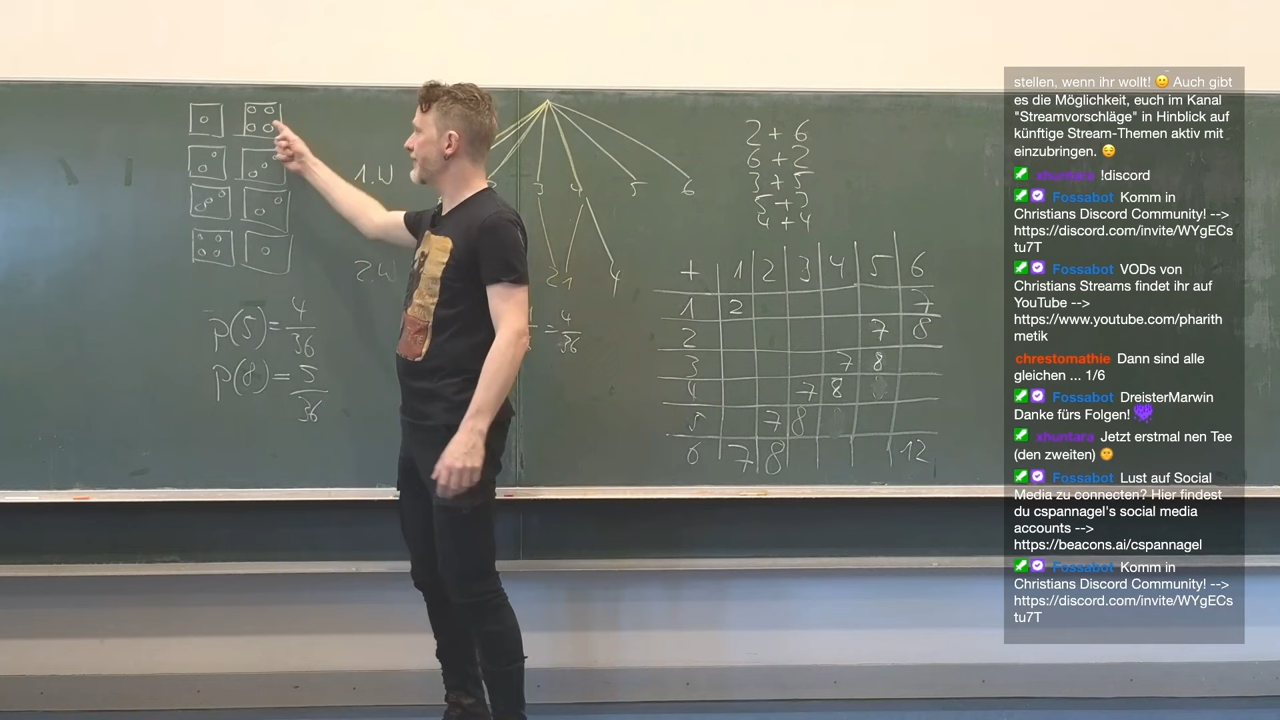 1.W
3 4 5 6
2.W
2 1 4
p(5)=4/36
p(8)=5/36
=4/36
2+6
6+2
3+5
5+3
4+4
+ 1 2 3 4 5 6
1 2 7
2 7 8
3 7 8
4 7 8
5 7 8
6 7 8 12
stellen, wenn ihr wollt! 🙂 Auch gibt
es die Möglichkeit, euch im Kanal
"Streamvorschläge" in Hinblick auf
künftige Stream-Themen aktiv mit
einzubringen. 😌
xhuntara !discord
Fossabot Komm in
Christians Discord Community! -->
https://discord.com/invite/WYgECs
tu7T
Fossabot VODs von
Christians Streams findet ihr auf
YouTube -->
https://www.youtube.com/pharith
metik
chrestomathie Dann sind alle
gleichen ... 1/6
Fossabot DreisterMarwin
Danke fürs Folgen!
xhuntara Jetzt erstmal nen Tee
(den zweiten)
Fossabot Lust auf Social
Media zu connecten? Hier findest
du cspannagel's social media
accounts -->
https://beacons.ai/cspannagel
Fossabot Komm in
Christians Discord Community! -->
https://discord.com/invite/WYgECs
tu7T